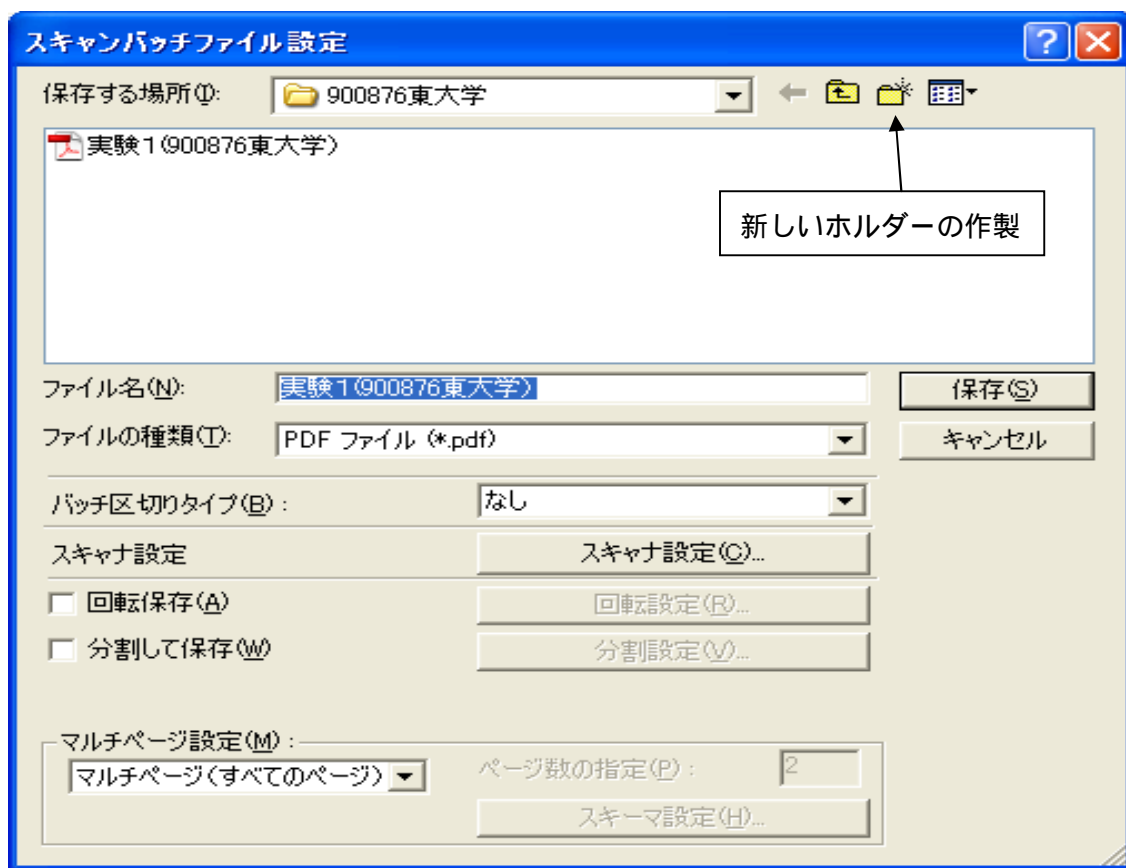 スキャンバッチファイル設定
保存する場所(I):
900876東大学
実験1(900876東大学)
新しいホルダーの作製
ファイル名(N):
実験1(900876東大学)
保存(S)
ファイルの種類(T):
PDF ファイル (*.pdf)
キャンセル
バッチ区切りタイプ(B) :
なし
スキャナ設定
スキャナ設定(C)...
回転保存(A)
回転設定(R)...
分割して保存(W)
分割設定(V)...
マルチページ設定(M) :
マルチページ(すべてのページ)
ページ数の指定(P) :
2
スキーマ設定(H)...